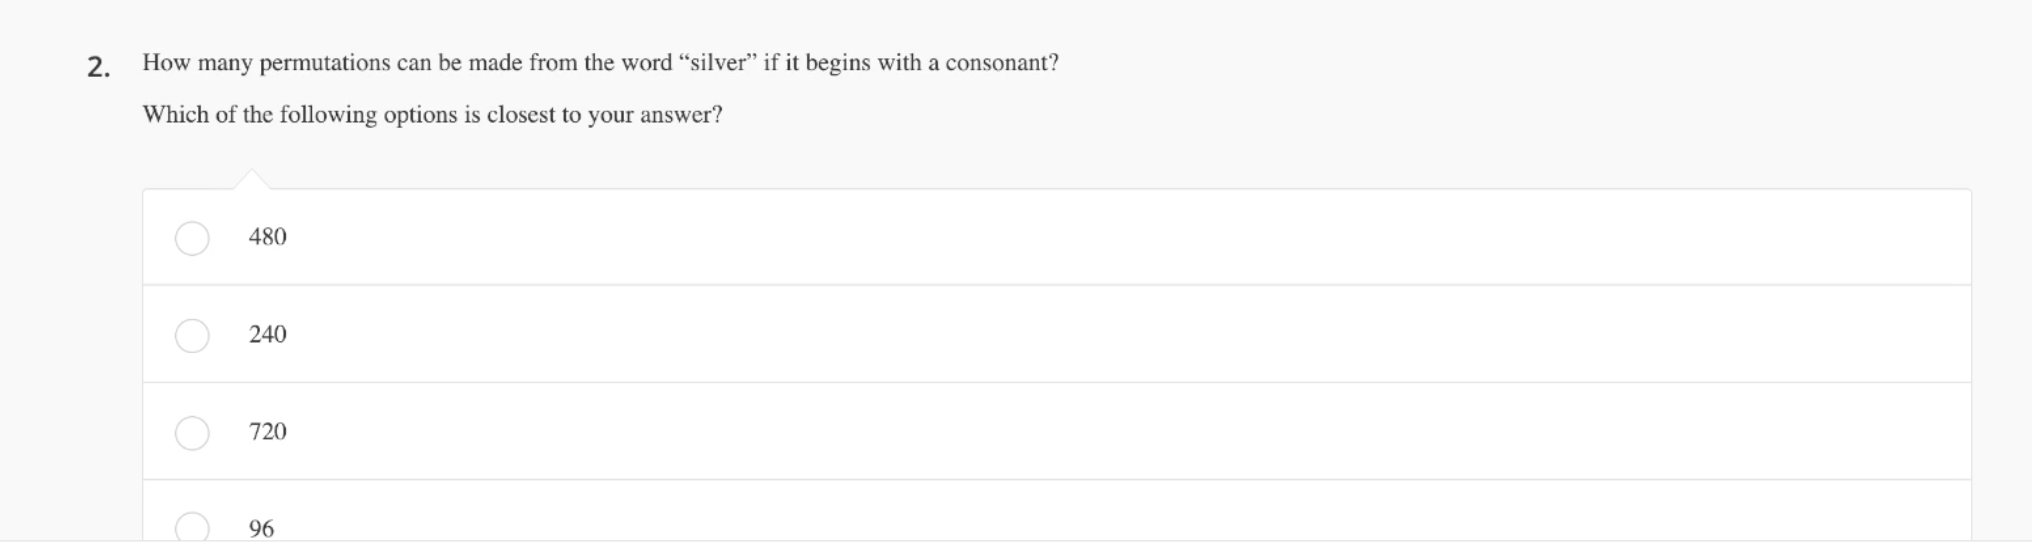 2. How many permutations can be made from the word “silver” if it begins with a consonant?
Which of the following options is closest to your answer?
480
240
720
96